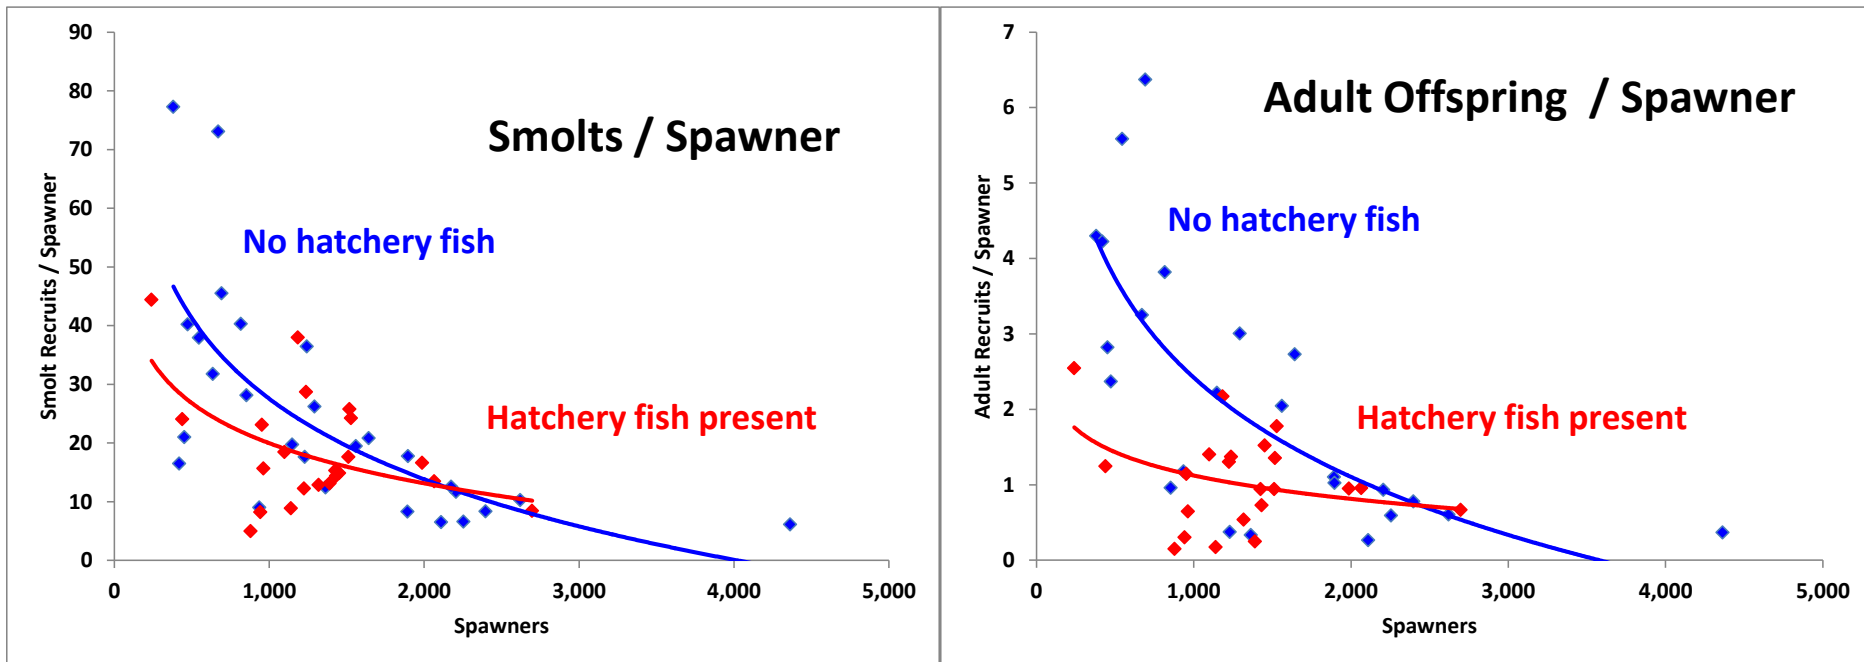 90
80
70
60
50
40
30
20
10
0
Smolt Recruits / Spawner
Smolts / Spawner
No hatchery fish
Hatchery fish present
0 1,000 2,000 3,000 4,000 5,000
Spawners
7
6
5
4
3
2
1
0
Adult Recruits / Spawner
Adult Offspring / Spawner
No hatchery fish
Hatchery fish present
0 1,000 2,000 3,000 4,000 5,000
Spawners